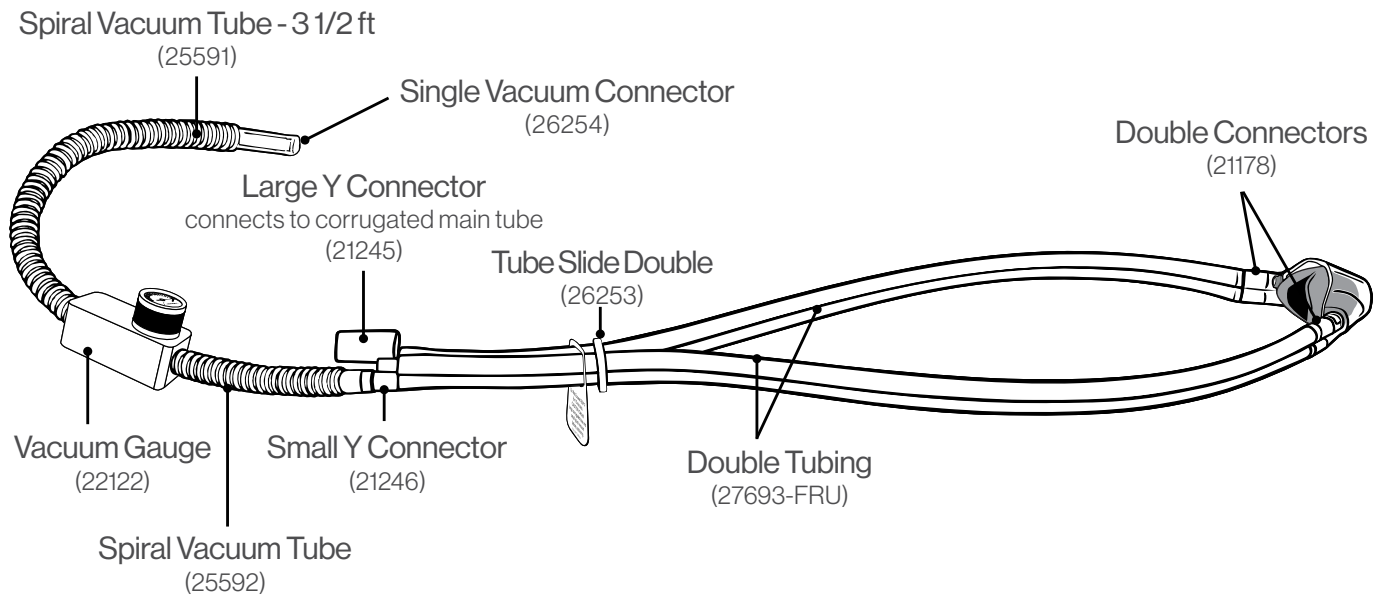 Spiral Vacuum Tube - 3 1/2 ft
(25591)
Single Vacuum Connector
(26254)
Double Connectors
(21178)
Large Y Connector
connects to corrugated main tube
(21245)
Tube Slide Double
(26253)
Vacuum Gauge
(22122)
Small Y Connector
(21246)
Double Tubing
(27693-FRU)
Spiral Vacuum Tube
(25592)